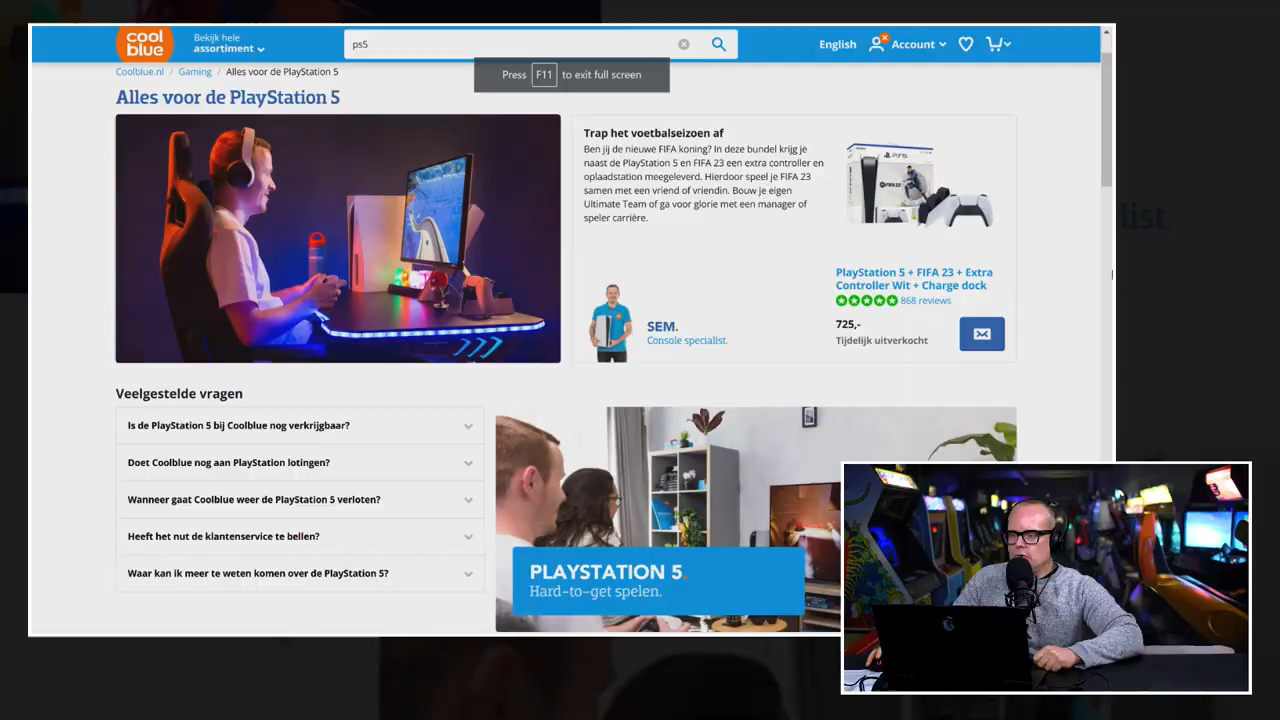 cool
blue
Bekijk hele
assortiment
ps5
English
Account
Coolblue.nl / Gaming / Alles voor de PlayStation 5
Press F11 to exit full screen
Alles voor de PlayStation 5
Trap het voetbalseizoen af
Ben jij de nieuwe FIFA koning? In deze bundel krijg je
naast de PlayStation 5 en FIFA 23 een extra controller en
oplaadstation meegeleverd. Hierdoor speel je FIFA 23
samen met een vriend of vriendin. Bouw je eigen
Ultimate Team of ga voor glorie met een manager of
speler carrière.
PS5
PlayStation 5 + FIFA 23 + Extra
Controller Wit + Charge dock
868 reviews
SEM.
Console specialist.
725,-
Tijdelijk uitverkocht
Veelgestelde vragen
Is de PlayStation 5 bij Coolblue nog verkrijgbaar?
Doet Coolblue nog aan PlayStation lotingen?
Wanneer gaat Coolblue weer de PlayStation 5 verloten?
Heeft het nut de klantenservice te bellen?
Waar kan ik meer te weten komen over de PlayStation 5?
PLAYSTATION 5.
Hard-to-get spelen.